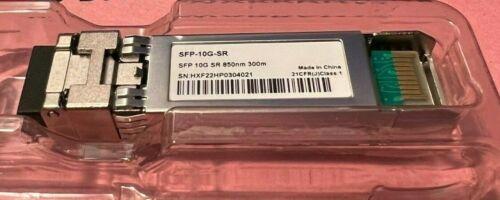 SFP-10G-SR
SFP 10G SR 850nm 300m
Made in China
SN:HXF22HP0304021
21CFR(J)Class:1